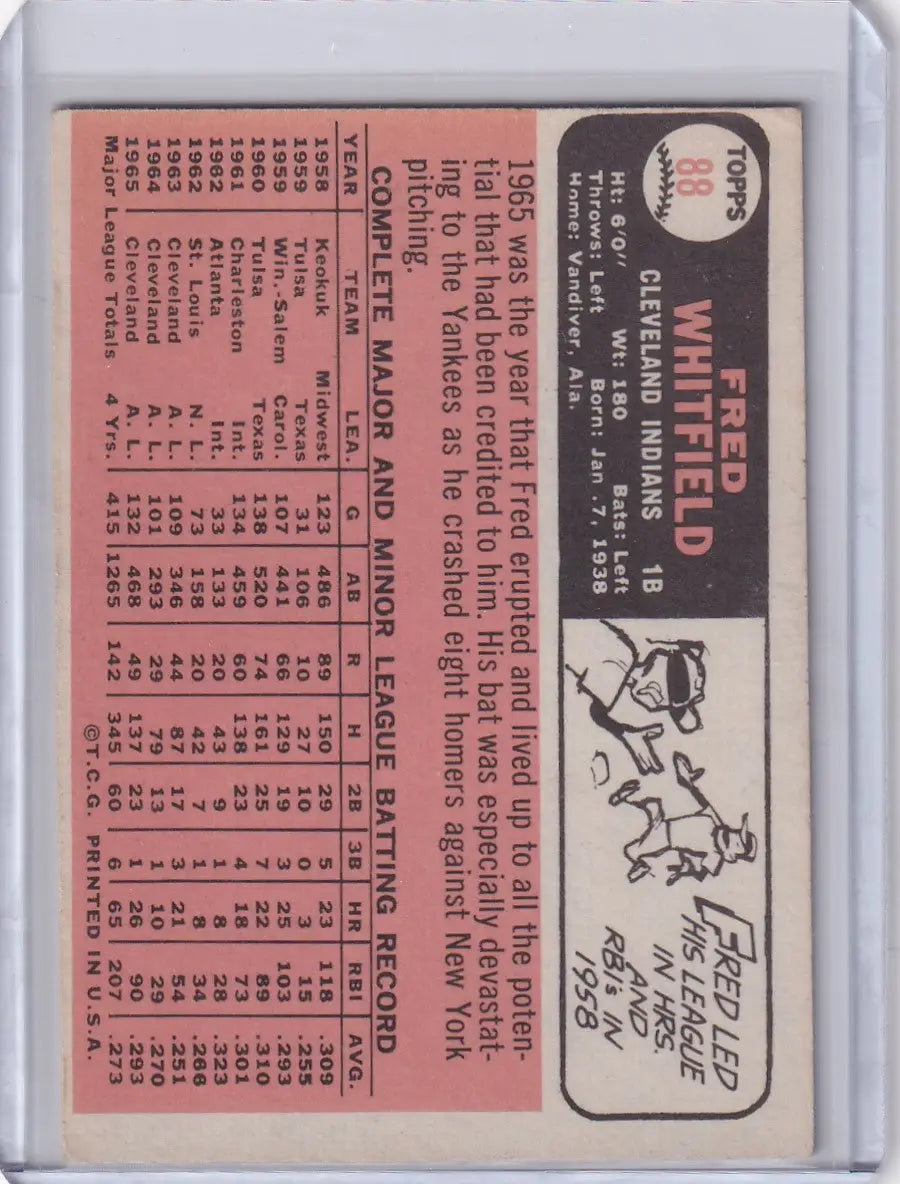 TOPPS
88
FRED
WHITFIELD
CLEVELAND INDIANS 1B
Ht: 6'0" Wt: 180 Bats: Left
Throws: Left Born: Jan .7, 1938
Home: Vandiver, Ala.
FRED LED
HIS LEAGUE
IN HRS.
AND
RBI's IN
1958
1965 was the year that Fred erupted and lived up to all the poten-
tial that had been credited to him. His bat was especially devastat-
ing to the Yankees as he crashed eight homers against New York
pitching.
COMPLETE MAJOR AND MINOR LEAGUE BATTING RECORD
YEAR TEAM LEA. G AB R H 2B 3B HR RBI AVG.
1958 Keokuk Midwest 123 486 89 150 29 5 23 118 .309
1959 Tulsa Texas 31 106 10 27 10 0 3 15 .255
1959 Win.-Salem Carol. 107 441 66 129 19 3 25 103 .293
1960 Tulsa Texas 138 520 74 161 25 7 22 89 .310
1961 Charleston Int. 134 459 60 138 23 4 18 73 .301
1962 Atlanta Int. 33 133 20 43 9 1 8 28 .323
1962 St. Louis N. L. 73 158 20 42 7 1 8 34 .266
1963 Cleveland A. L. 109 346 44 87 17 3 21 54 .251
1964 Cleveland A. L. 101 293 29 79 13 1 10 29 .270
1965 Cleveland A. L. 132 468 49 137 23 1 26 90 .293
Major League Totals 4 Yrs. 415 1265 142 345 60 6 65 207 .273
©T.C.G. PRINTED IN U.S.A.